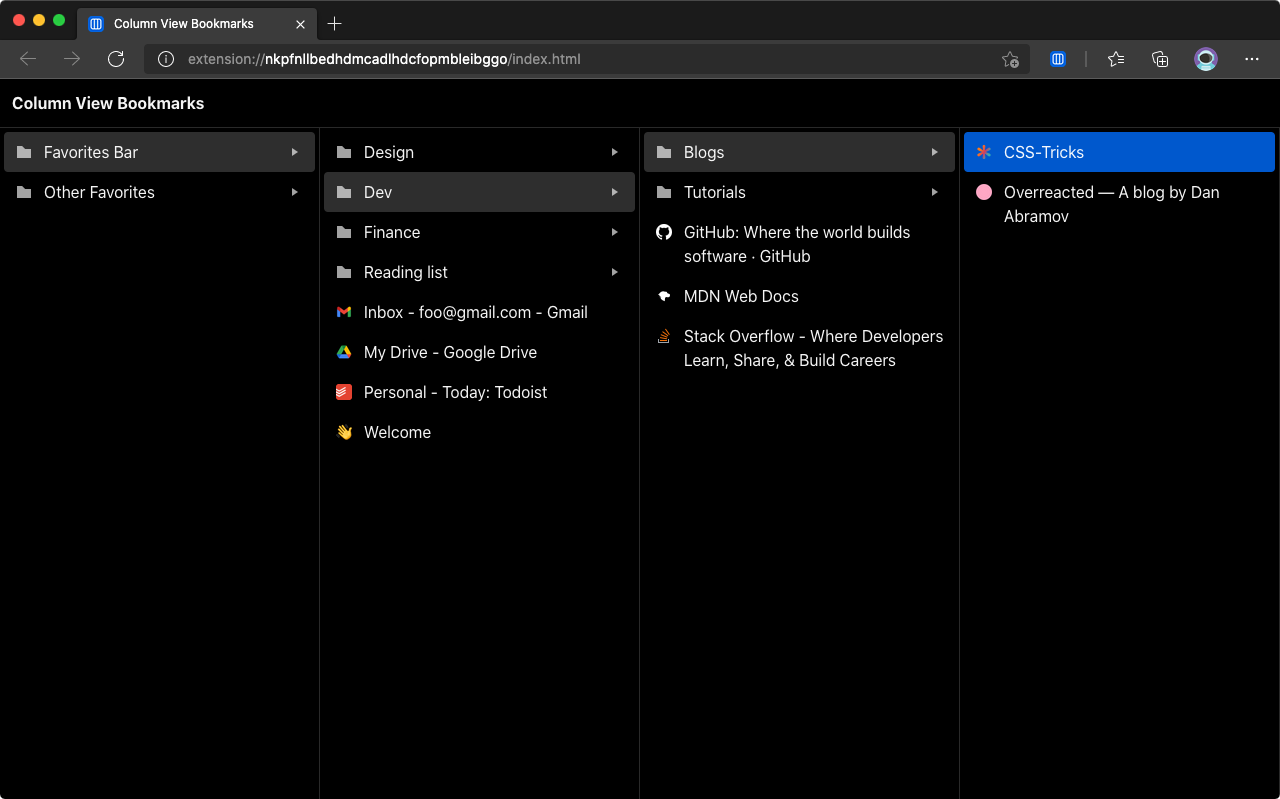 Column View Bookmarks
extension://nkpfnllbedhdmcadlhdcfopmbleibggo/index.html
Column View Bookmarks
Favorites Bar
Other Favorites
Design
Dev
Finance
Reading list
Inbox - foo@gmail.com - Gmail
My Drive - Google Drive
Personal - Today: Todoist
Welcome
Blogs
Tutorials
GitHub: Where the world builds
software · GitHub
MDN Web Docs
Stack Overflow - Where Developers
Learn, Share, & Build Careers
CSS-Tricks
Overreacted — A blog by Dan
Abramov